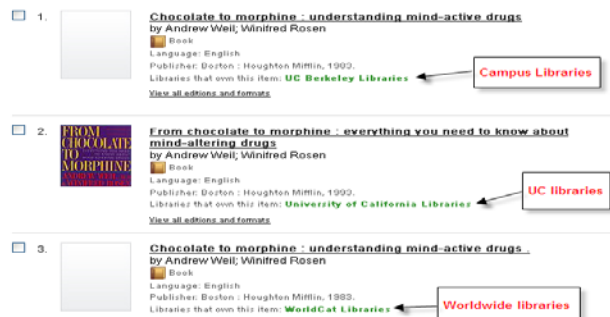 1. Chocolate to morphine : understanding mind-active drugs
by Andrew Weil; Winifred Rosen
Book
Language: English
Publisher: Boston : Houghton Mifflin, 1983.
Libraries that own this item: UC Berkeley Libraries
Campus Libraries
View all editions and formats
2. From chocolate to morphine : everything you need to know about
mind-altering drugs
FROM
CHOCOLATE
TO
MORPHINE
ANDREW WEIL AND
WINIFRED ROSEN
by Andrew Weil; Winifred Rosen
Book
Language: English
Publisher: Boston : Houghton Mifflin, 1993.
Libraries that own this item: University of California Libraries
UC libraries
View all editions and formats
3. Chocolate to morphine : understanding mind-active drugs .
by Andrew Weil; Winifred Rosen
Book
Language: English
Publisher: Boston : Houghton Mifflin, 1983.
Libraries that own this item: WorldCat Libraries
Worldwide libraries